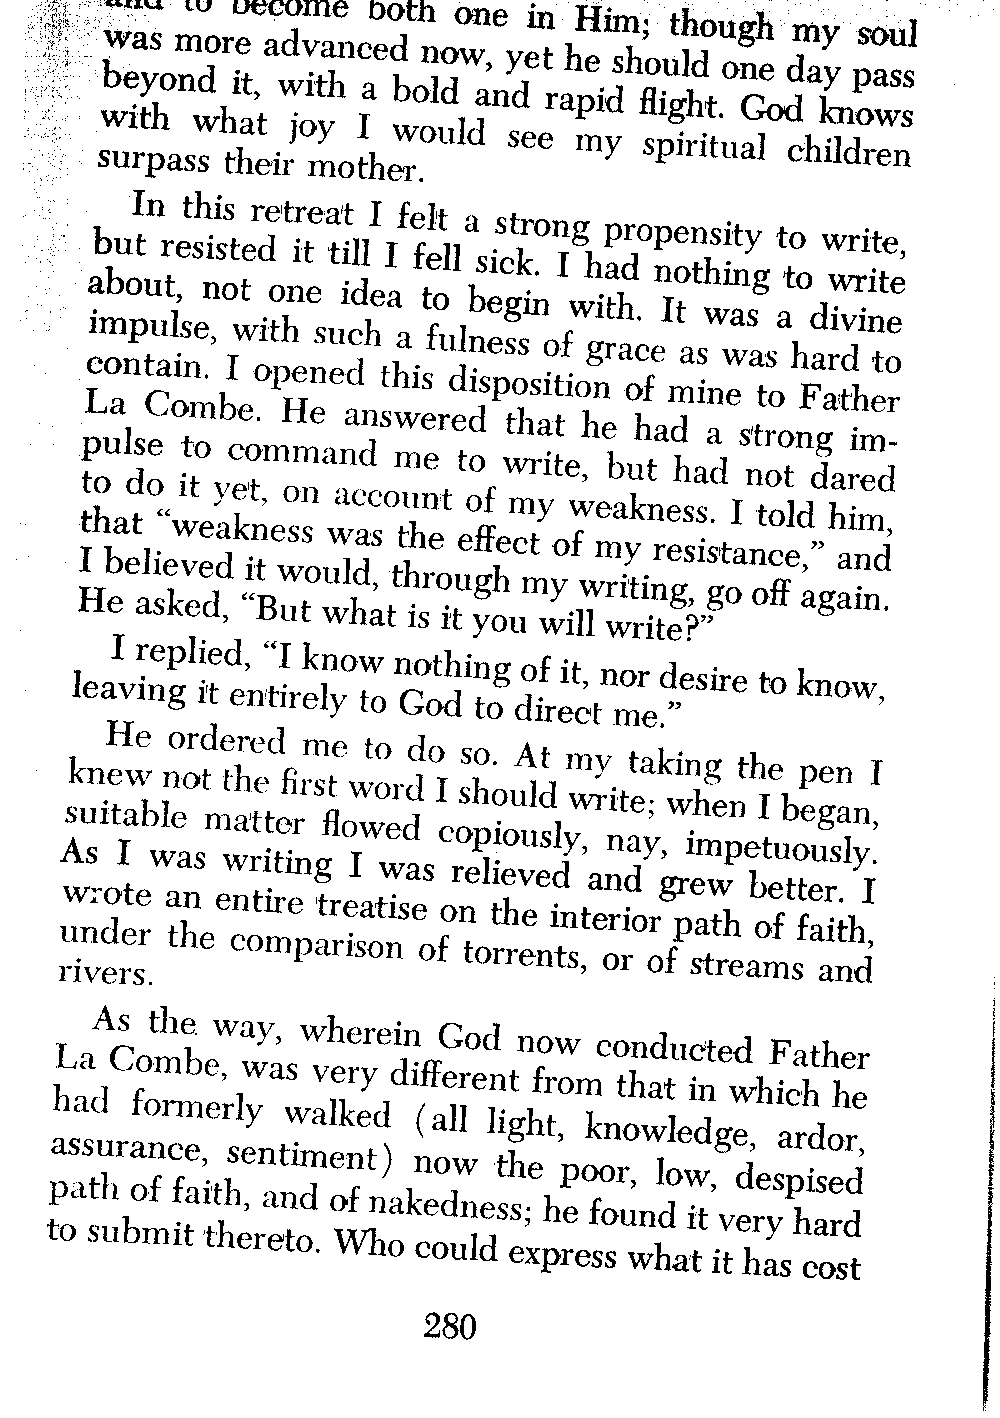 and to become both one in Him; though my soul
was more advanced now, yet he should one day pass
beyond it, with a bold and rapid flight. God knows
with what joy I would see my spiritual children
surpass their mother.
In this retreat I felt a strong propensity to write,
but resisted it till I fell sick. I had nothing to write
about, not one idea to begin with. It was a divine
impulse, with such a fulness of grace as was hard to
contain. I opened this disposition of mine to Father
La Combe. He answered that he had a strong im-
pulse to command me to write, but had not dared
to do it yet, on account of my weakness. I told him,
that “weakness was the effect of my resistance,” and
I believed it would, through my writing, go off again.
He asked, “But what is it you will write?”
I replied, “I know nothing of it, nor desire to know,
leaving it entirely to God to direct me.”
He ordered me to do so. At my taking the pen I
knew not the first word I should write; when I began,
suitable matter flowed copiously, nay, impetuously.
As I was writing I was relieved and grew better. I
wrote an entire treatise on the interior path of faith,
under the comparison of torrents, or of streams and
rivers.
As the way, wherein God now conducted Father
La Combe, was very different from that in which he
had formerly walked (all light, knowledge, ardor,
assurance, sentiment) now the poor, low, despised
path of faith, and of nakedness; he found it very hard
to submit thereto. Who could express what it has cost
280